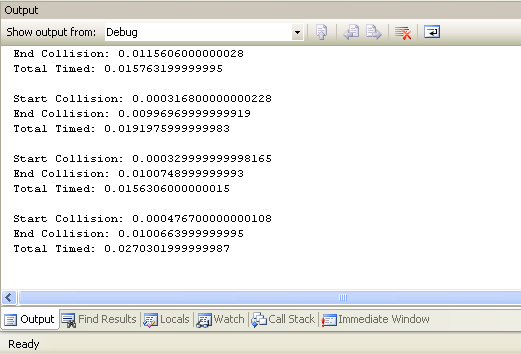 Output
Show output from: Debug
End Collision: 0.0115606000000028
Total Timed: 0.015763199999995
Start Collision: 0.000316800000000228
End Collision: 0.00996969999999919
Total Timed: 0.0191975999999983
Start Collision: 0.000329999999998165
End Collision: 0.0100748999999993
Total Timed: 0.0156306000000015
Start Collision: 0.000476700000000108
End Collision: 0.0100663999999995
Total Timed: 0.0270301999999987
Output Find Results Locals Watch Call Stack Immediate Window
Ready